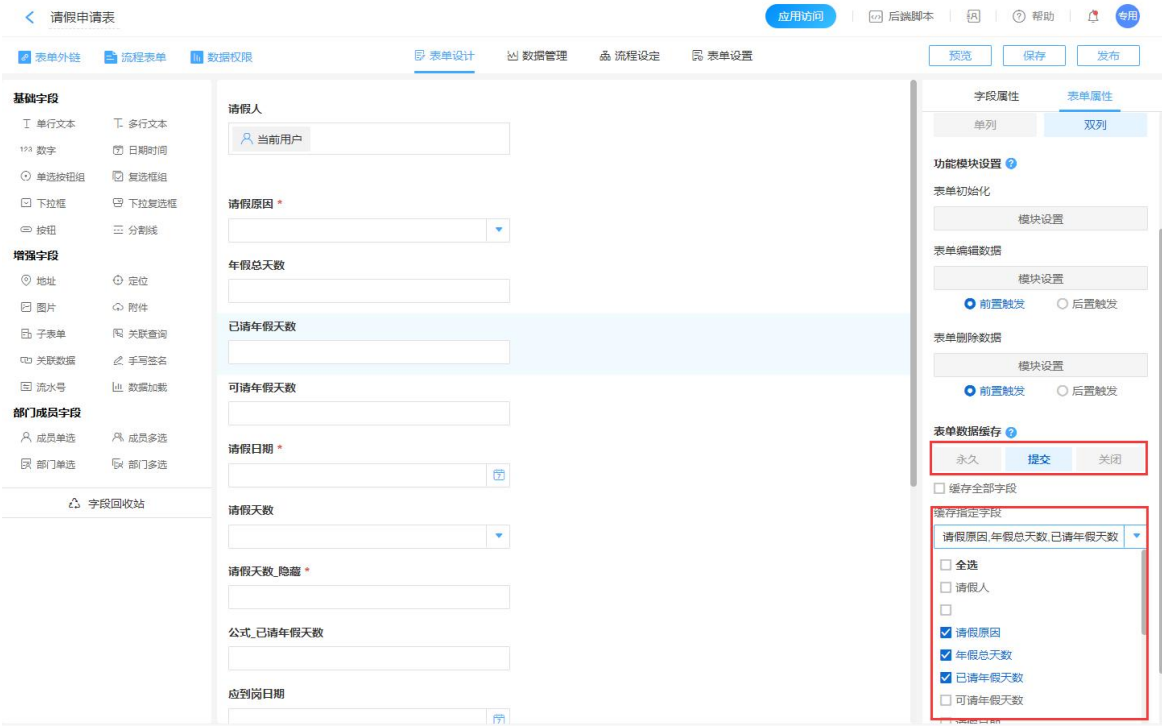 请假申请表
应用访问
后端脚本
帮助
专用
表单外链
流程表单
数据权限
表单设计
数据管理
流程设定
表单设置
预览
保存
发布
基础字段
单行文本
多行文本
数字
日期时间
单选按钮组
复选框组
下拉框
下拉复选框
按钮
分割线
增强字段
地址
定位
图片
附件
子表单
关联查询
关联数据
手写签名
流水号
数据加载
部门成员字段
成员单选
成员多选
部门单选
部门多选
字段回收站
请假人
当前用户
请假原因 *
年假总天数
已请年假天数
可请年假天数
请假日期 *
请假天数
请假天数_隐藏 *
公式_已请年假天数
应到岗日期
字段属性
表单属性
单列
双列
功能模块设置
表单初始化
模块设置
表单编辑数据
模块设置
前置触发
后置触发
表单删除数据
模块设置
前置触发
后置触发
表单数据缓存
永久
提交
关闭
缓存全部字段
缓存指定字段
请假原因,年假总天数,已请年假天数
全选
请假人
请假原因
年假总天数
已请年假天数
可请年假天数